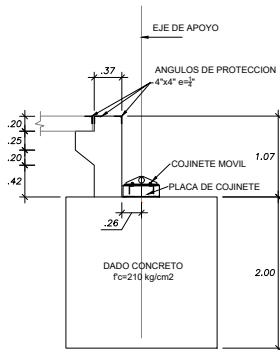 EJE DE APOYO
.37
ANGULOS DE PROTECCION
4"x4" e=¼"
.20
.25
.20
.42
1.07
COJINETE MOVIL
PLACA DE COJINETE
.26
DADO CONCRETO
f'c=210 kg/cm2
2.00